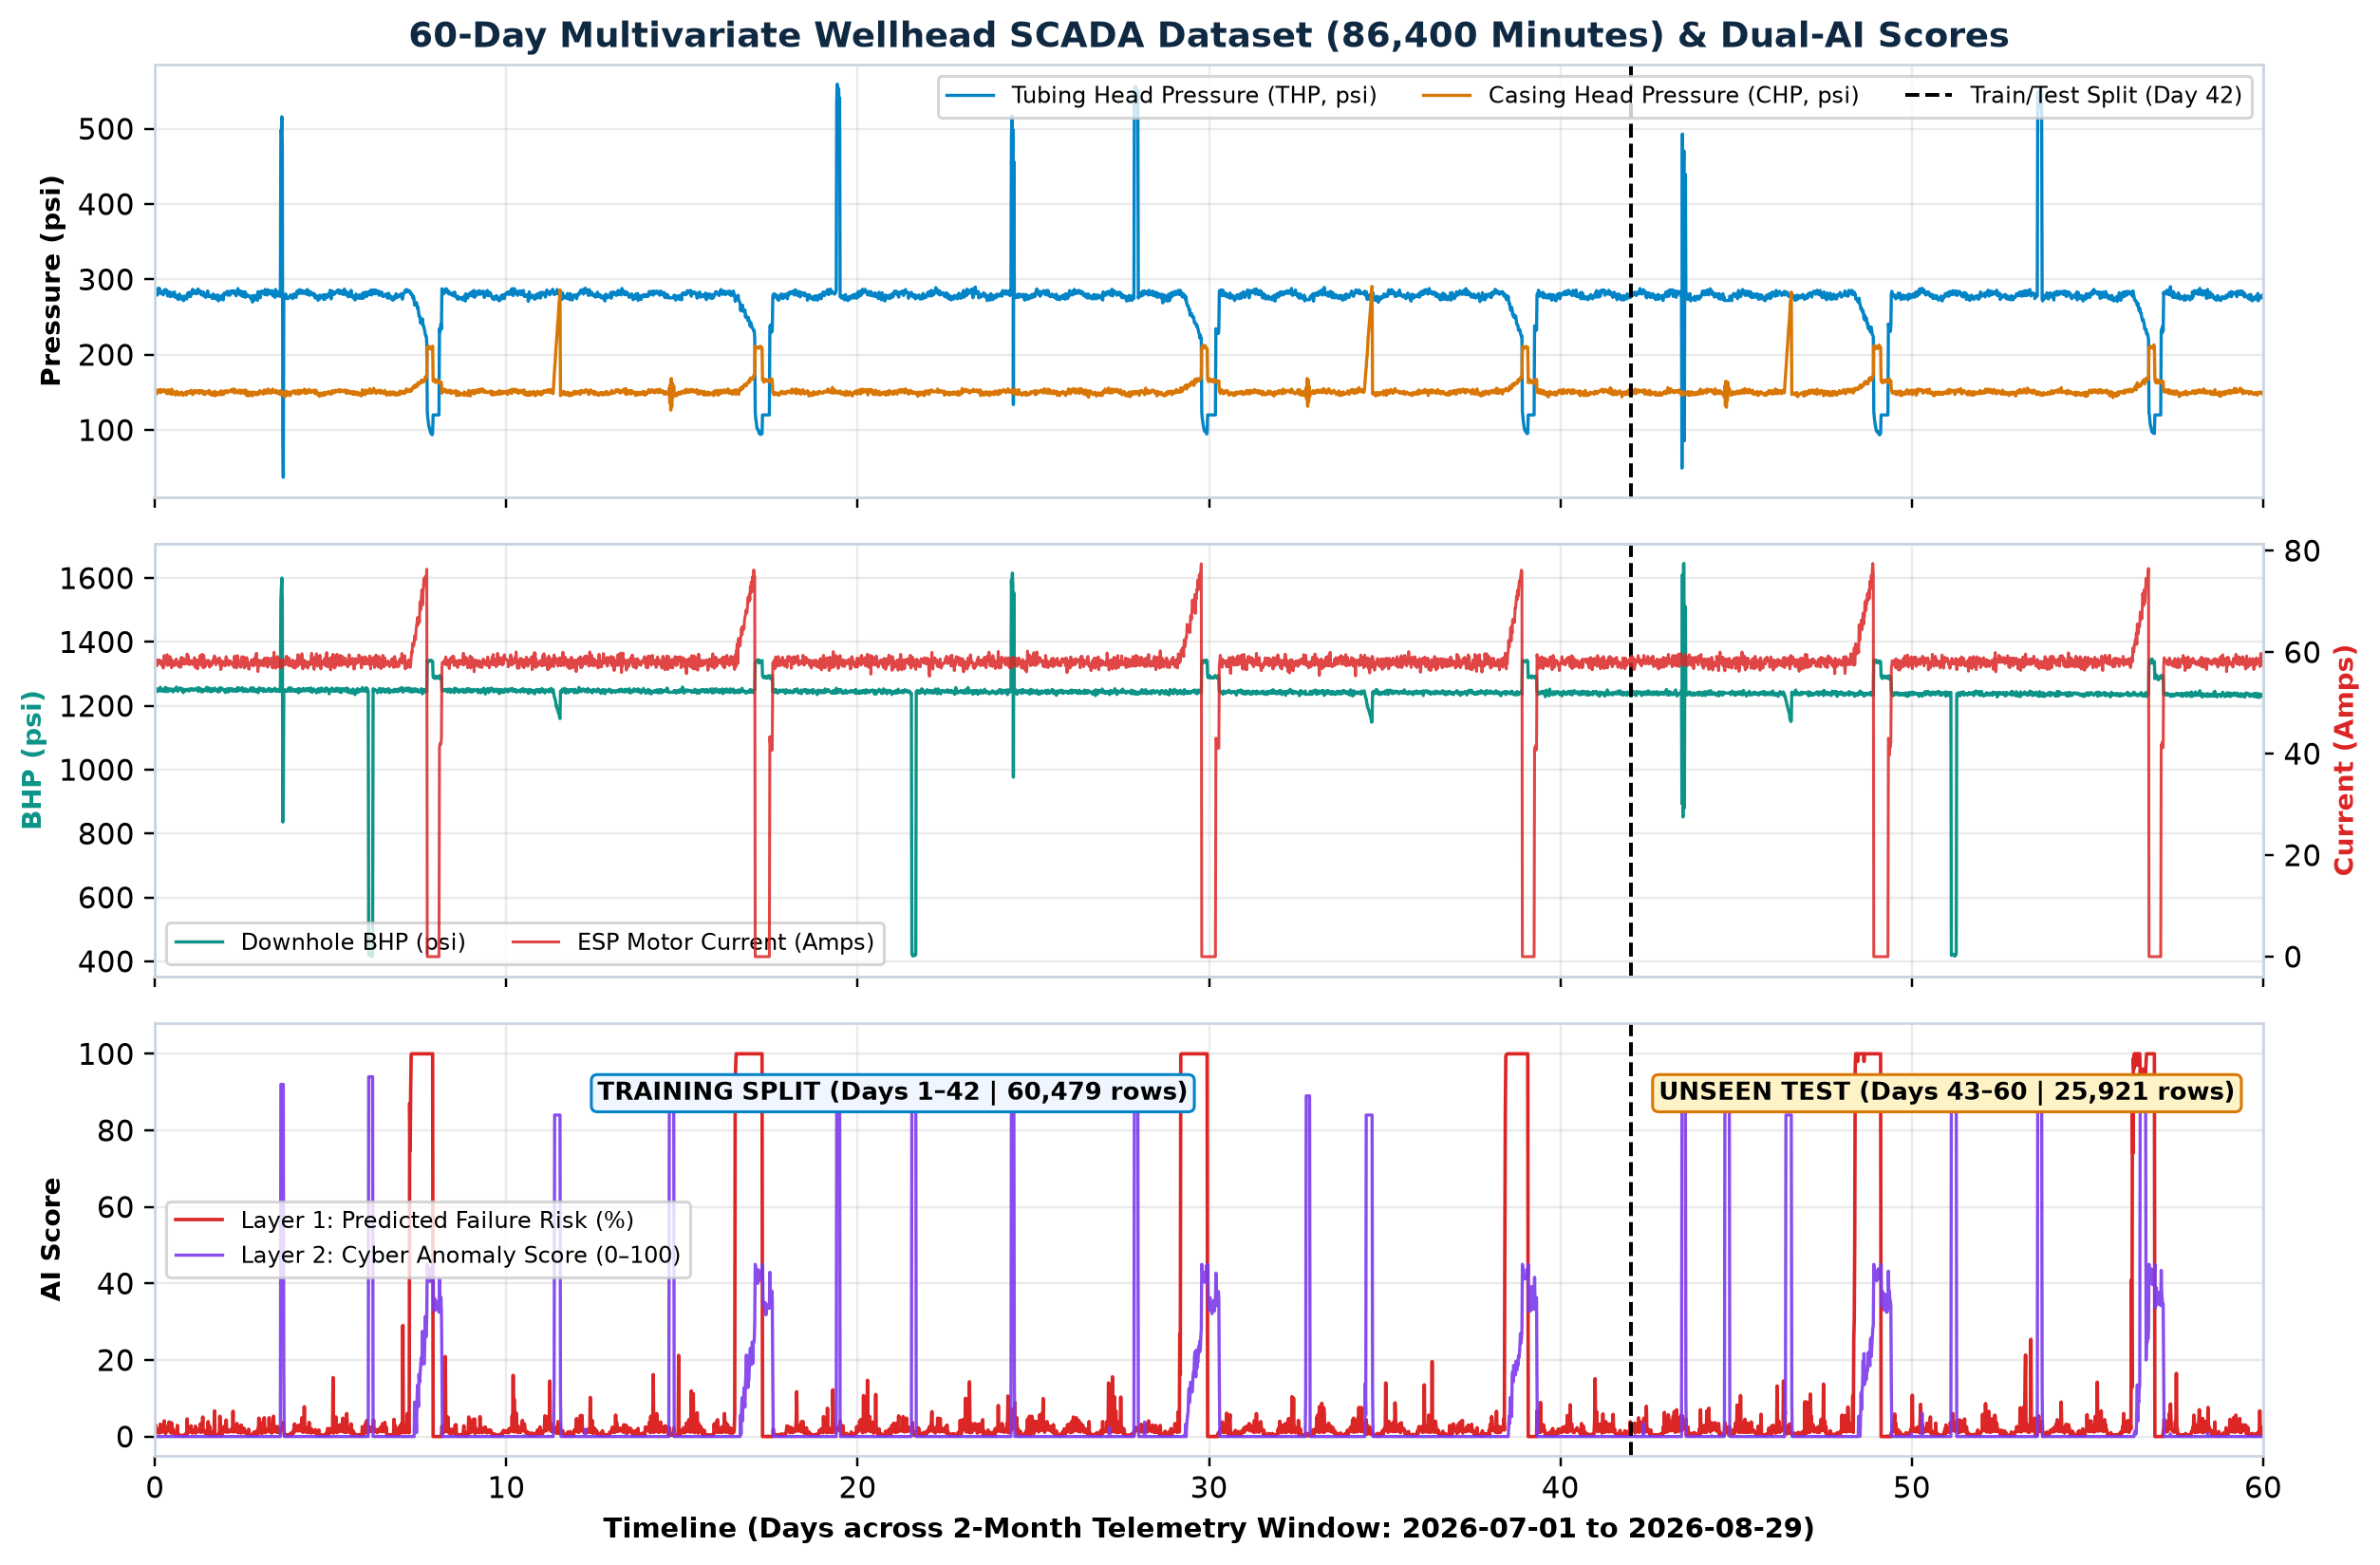 60-Day Multivariate Wellhead SCADA Dataset (86,400 Minutes) & Dual-AI Scores
Tubing Head Pressure (THP, psi)
Casing Head Pressure (CHP, psi)
Train/Test Split (Day 42)
Pressure (psi)
500
400
300
200
100
BHP (psi)
1600
1400
1200
1000
800
600
400
Downhole BHP (psi)
ESP Motor Current (Amps)
80
60
40
20
0
Current (Amps)
AI Score
100
80
60
40
20
0
TRAINING SPLIT (Days 1–42 | 60,479 rows)
UNSEEN TEST (Days 43–60 | 25,921 rows)
Layer 1: Predicted Failure Risk (%)
Layer 2: Cyber Anomaly Score (0–100)
0
10
20
30
40
50
60
Timeline (Days across 2-Month Telemetry Window: 2026-07-01 to 2026-08-29)